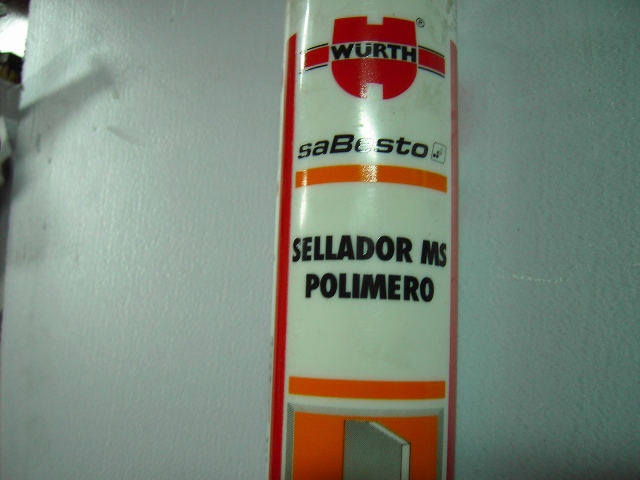 WÜRTH
®
saBesto
SELLADOR MS
POLIMERO